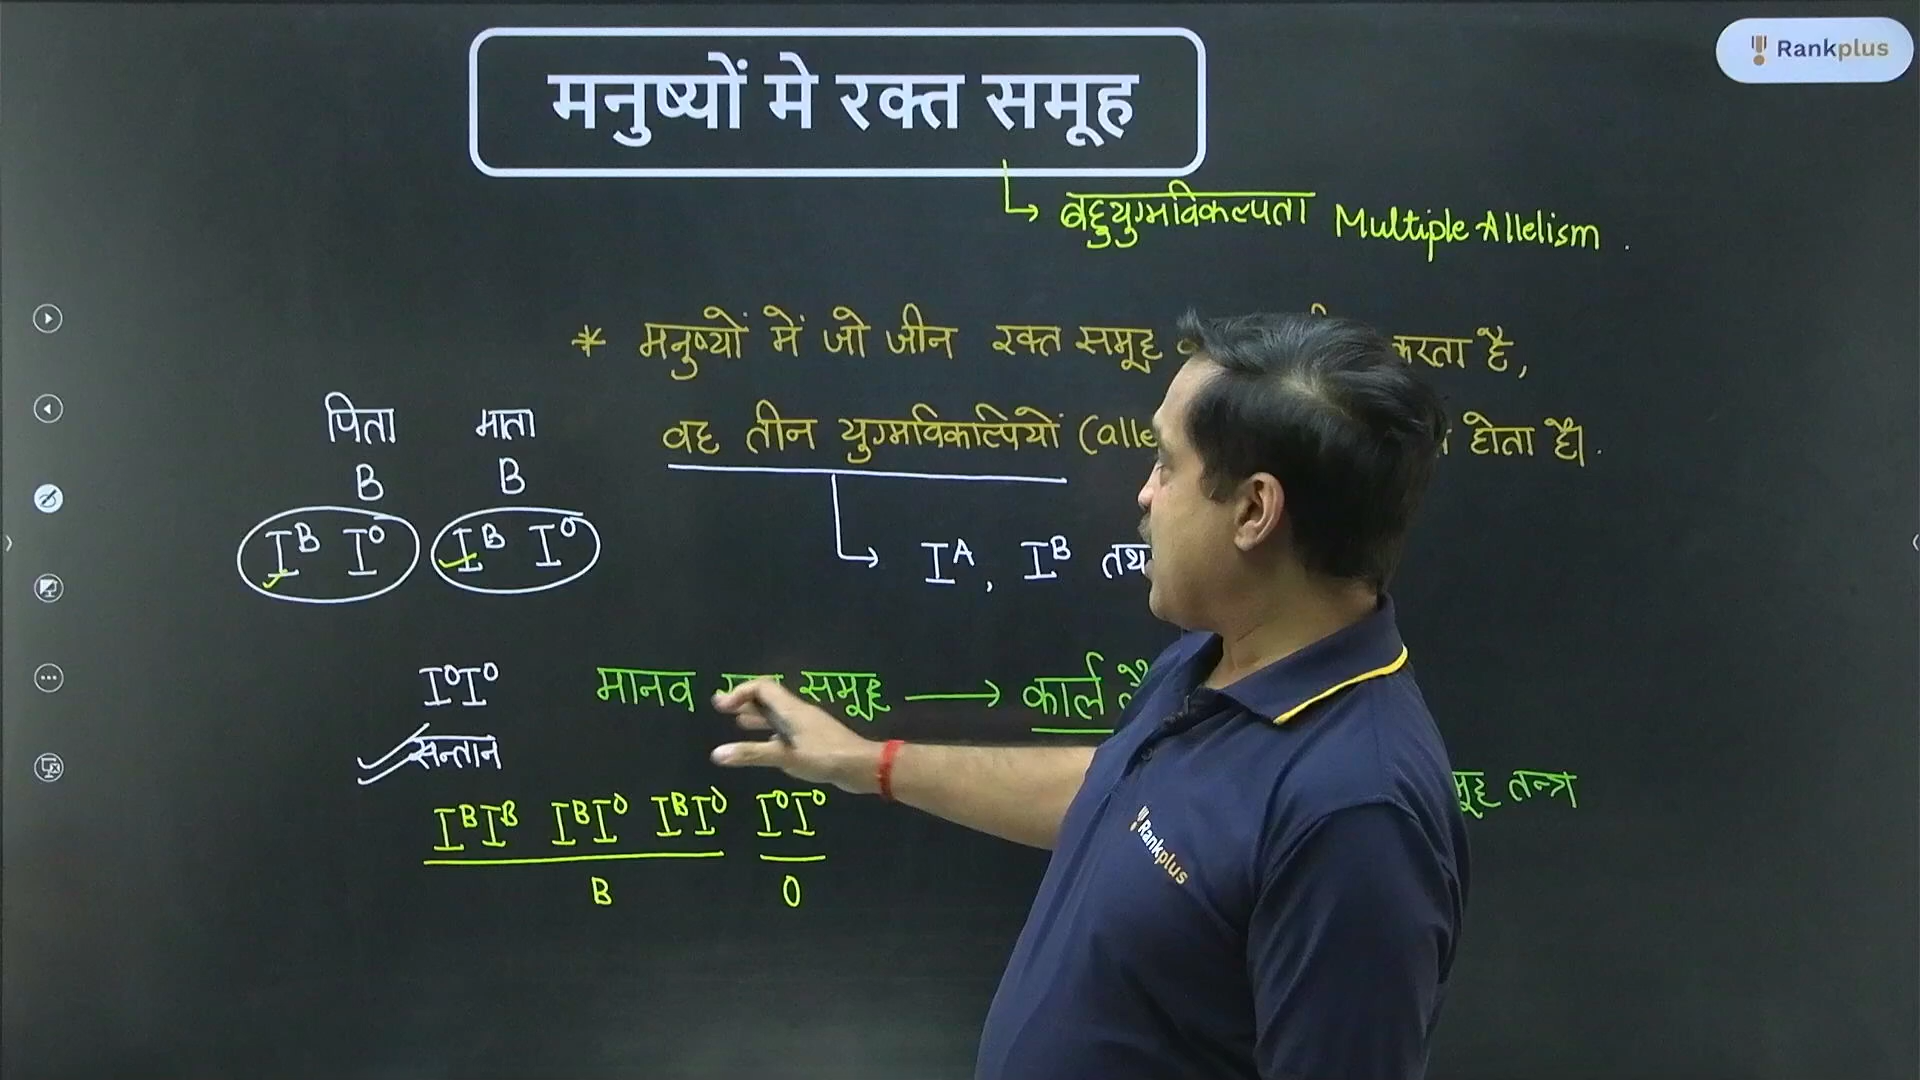 मनुष्यों मे रक्त समूह
Rankplus
बहुयुग्मविकल्पता Multiple Allelism .
* मनुष्यों में जो जीन रक्त समूह करता है,
वह तीन युग्मविकल्पियों (alle होता है।.
पिता माता
B B
Iᴮ Iᴼ Iᴮ Iᴼ
Iᴬ , Iᴮ
IᴼIᴼ
मानव समूह → कार्ल
सन्तान
तन्त्र
IᴮIᴮ IᴮIᴼ IᴮIᴼ IᴼIᴼ
B O
Rankplus